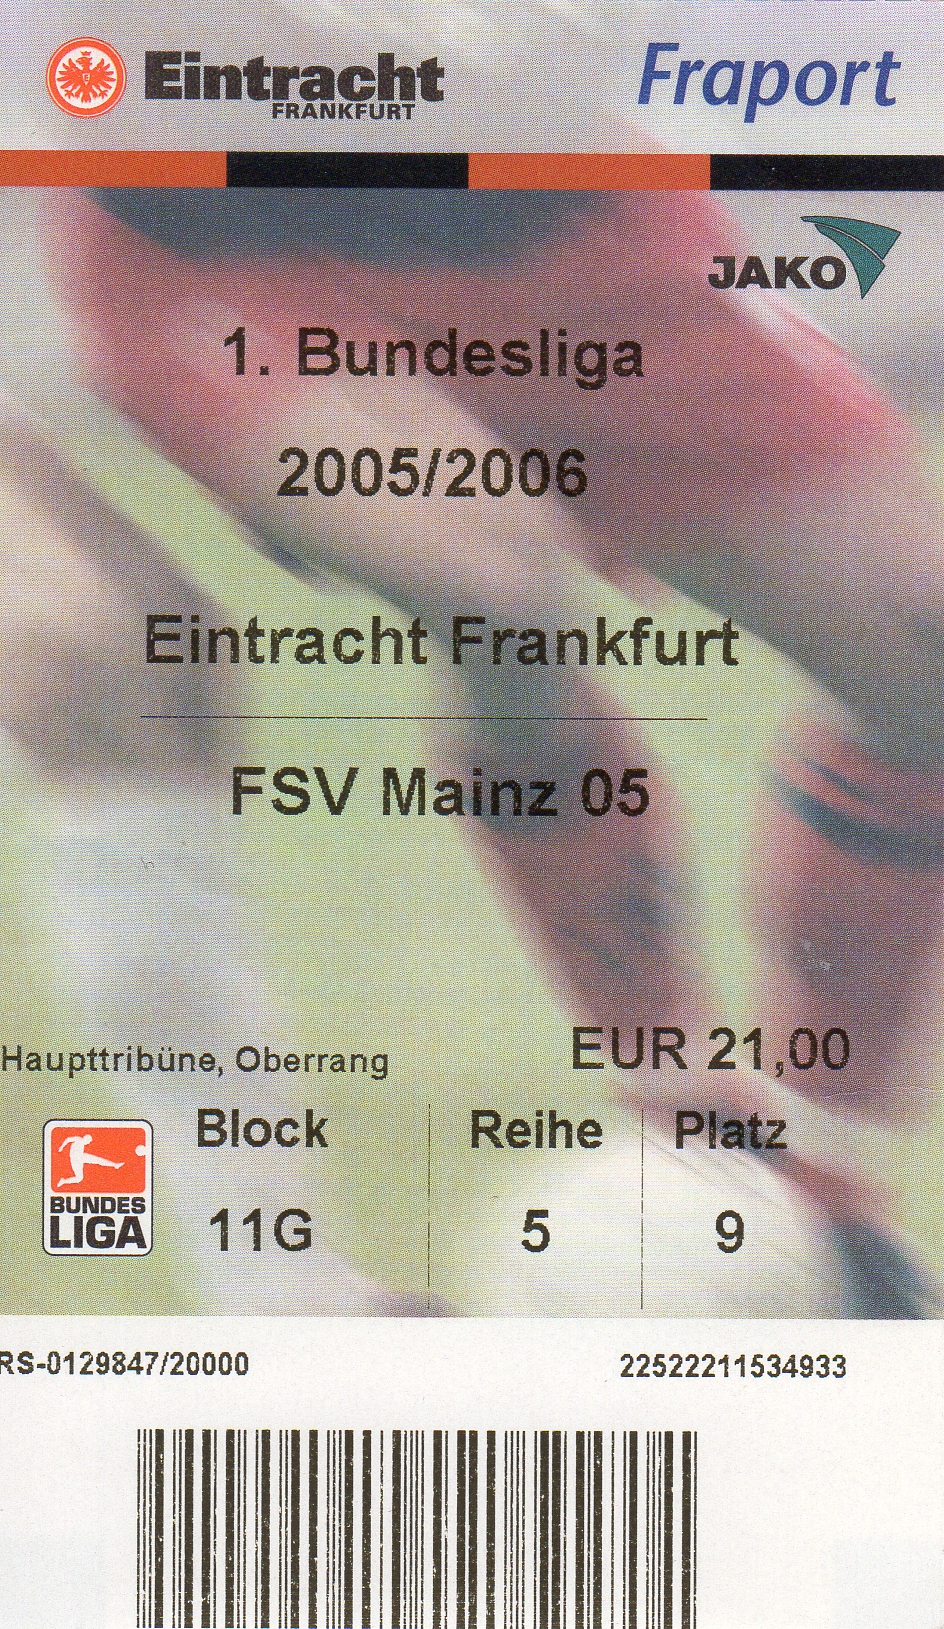 Eintracht
FRANKFURT
Fraport
JAKO
1. Bundesliga
2005/2006
Eintracht Frankfurt
FSV Mainz 05
Haupttribüne, Oberrang
EUR 21,00
Block Reihe Platz
BUNDES
LIGA
11G 5 9
RS-0129847/20000
22522211534933